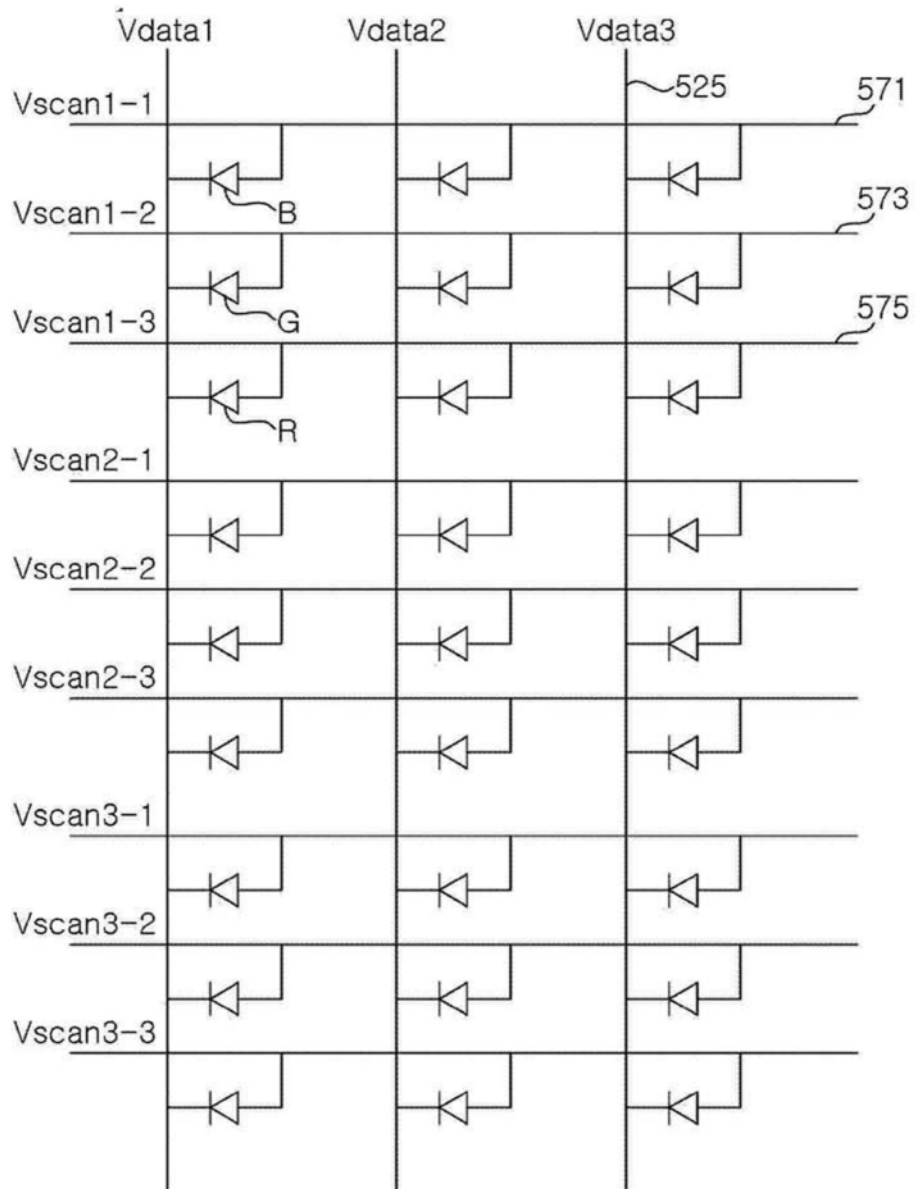 Vdata1 Vdata2 Vdata3
525
571
Vscan1-1
B
Vscan1-2
573
G
Vscan1-3
575
R
Vscan2-1
Vscan2-2
Vscan2-3
Vscan3-1
Vscan3-2
Vscan3-3